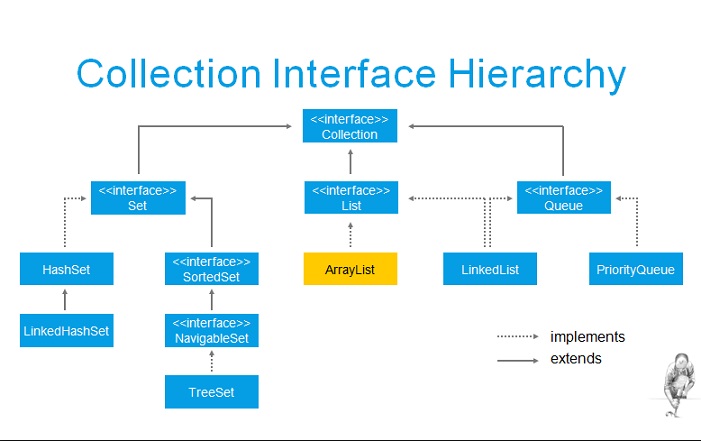 Collection Interface Hierarchy
<<interface>>
Collection
<<interface>>
Set
<<interface>>
List
<<interface>>
Queue
HashSet
<<interface>>
SortedSet
ArrayList
LinkedList
PriorityQueue
LinkedHashSet
<<interface>>
NavigableSet
TreeSet
implements
extends